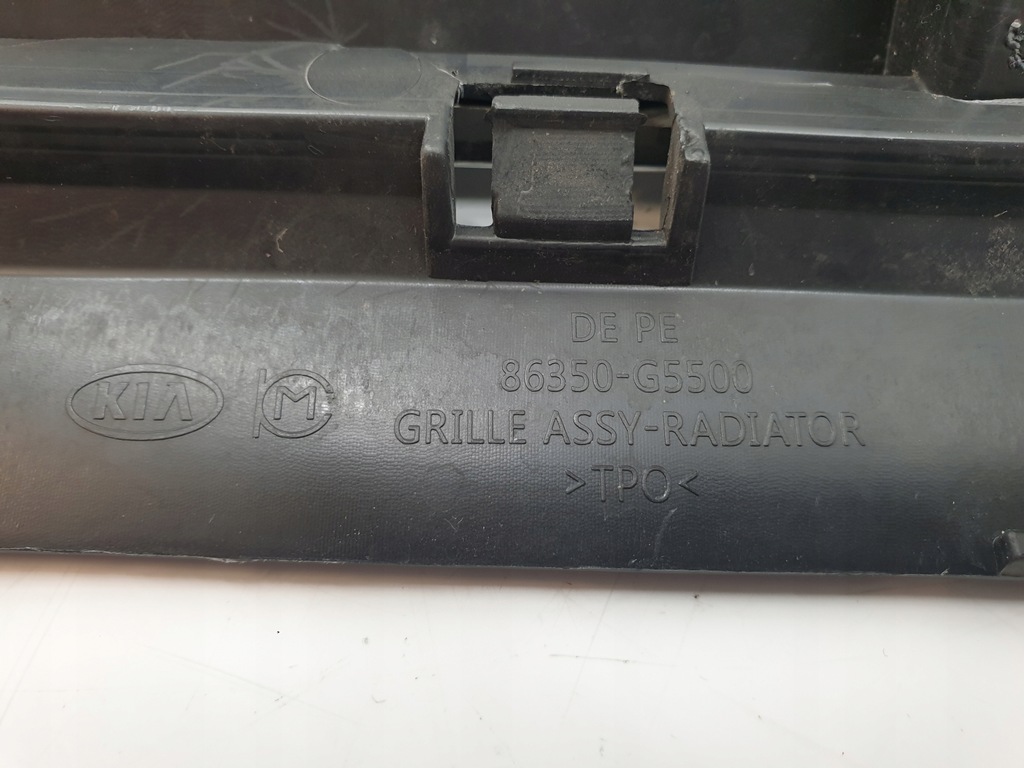 DE PE
86350-G5500
KIA
GRILLE ASSY-RADIATOR
>TPO<